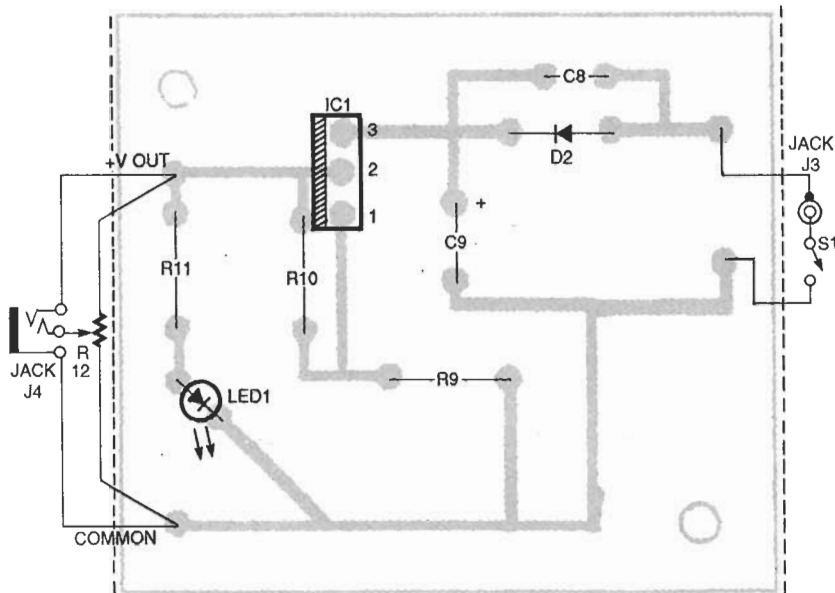 C8
IC1
3
D2
JACK
J3
+V OUT
2
1
+
S1
C9
R11
R10
R
12
JACK
J4
R9
LED1
COMMON